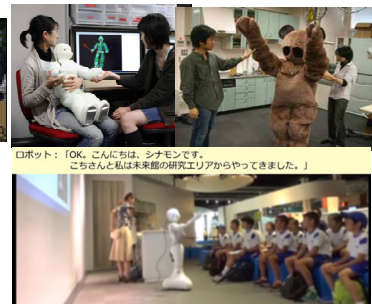 ロボット：「OK。こんにちは、シナモンです。
こちさんと私は未来館の研究エリアからやってきました。」